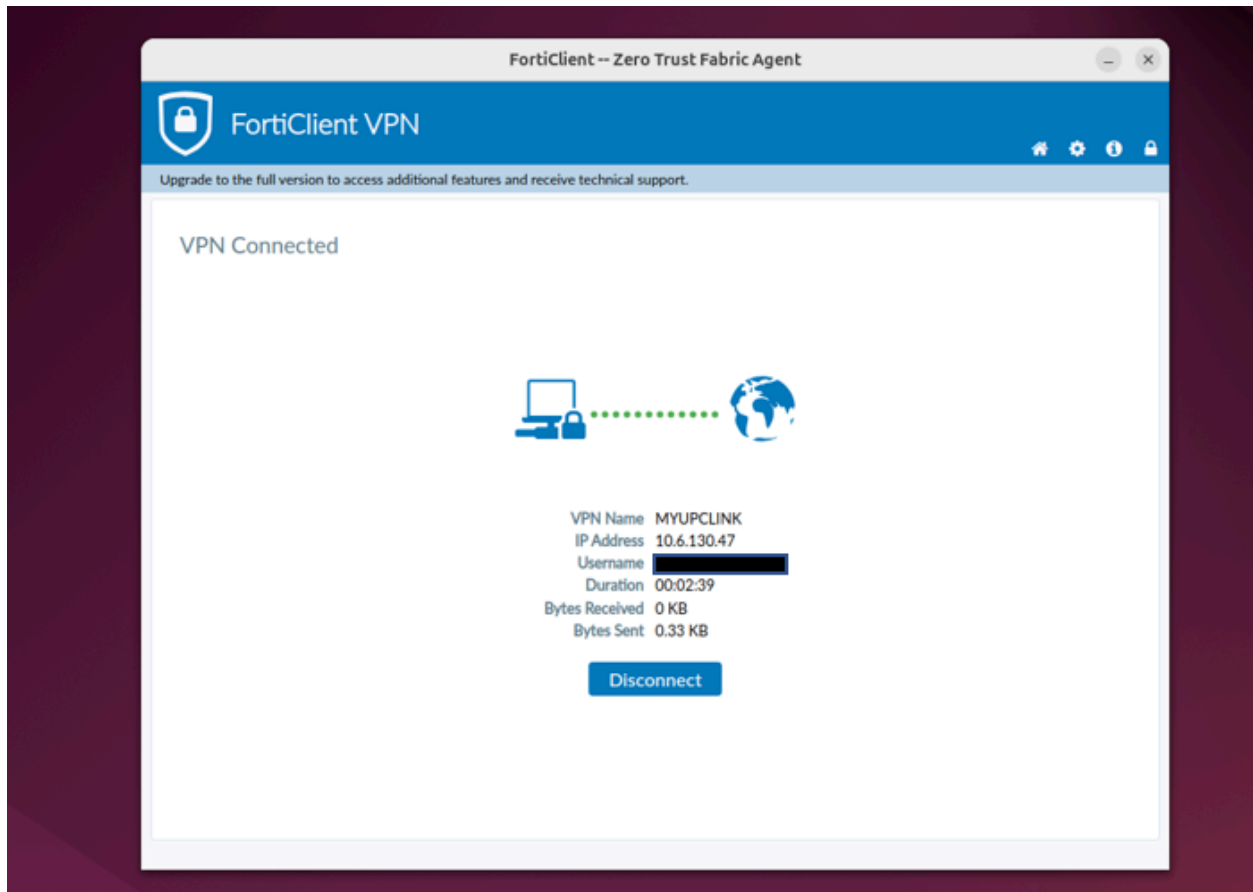 FortiClient -- Zero Trust Fabric Agent
FortiClient VPN
Upgrade to the full version to access additional features and receive technical support.
VPN Connected
VPN Name MYUPCLINK
IP Address 10.6.130.47
Username
Duration 00:02:39
Bytes Received 0 KB
Bytes Sent 0.33 KB
Disconnect